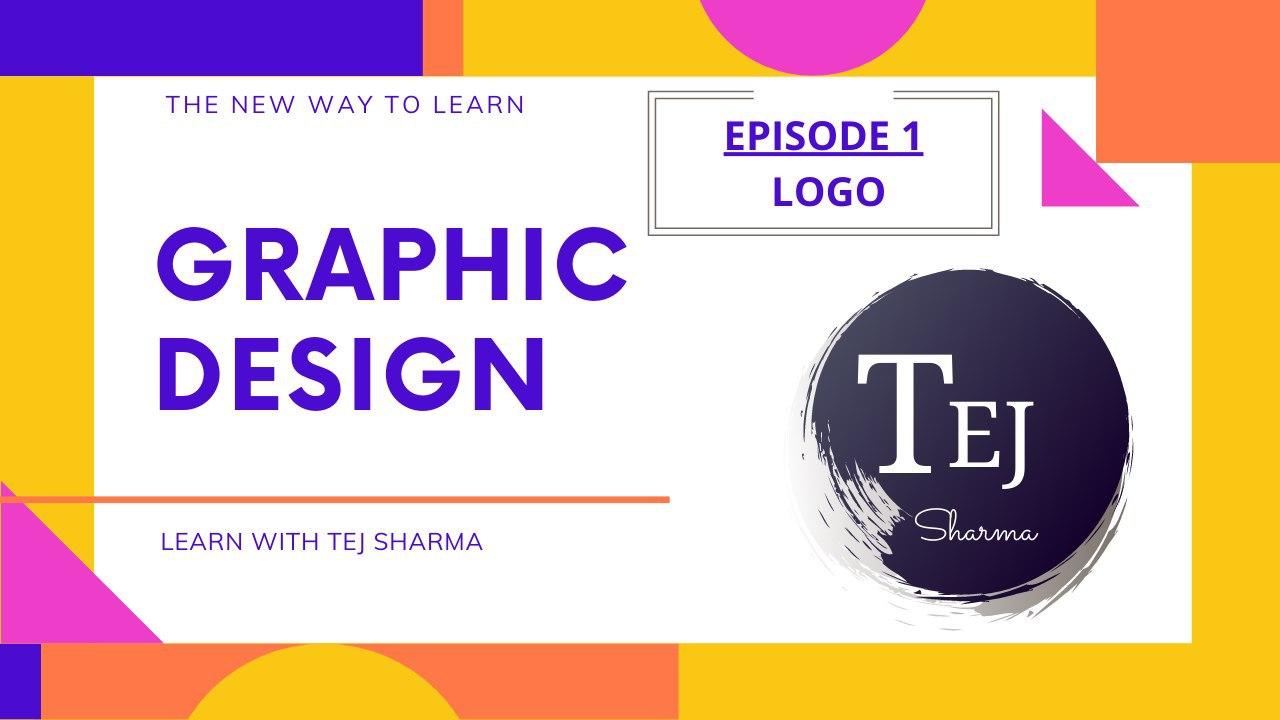 THE NEW WAY TO LEARN
EPISODE 1
LOGO
GRAPHIC
DESIGN
TEJ
Sharma
LEARN WITH TEJ SHARMA